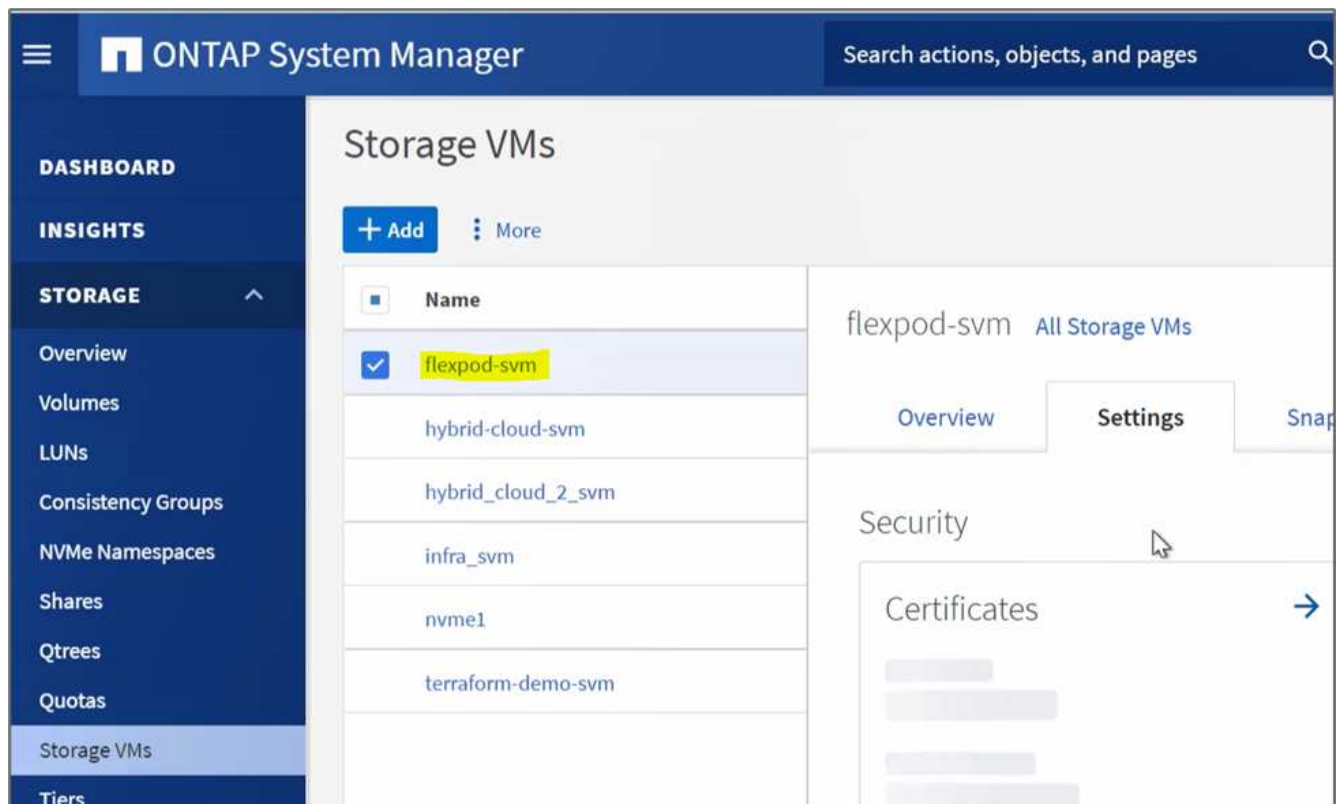 ONTAP System Manager
Search actions, objects, and pages
DASHBOARD
INSIGHTS
STORAGE
Overview
Volumes
LUNs
Consistency Groups
NVMe Namespaces
Shares
Qtrees
Quotas
Storage VMs
Tiers
Storage VMs
+ Add
More
Name
flexpod-svm
hybrid-cloud-svm
hybrid_cloud_2_svm
infra_svm
nvme1
terraform-demo-svm
flexpod-svm All Storage VMs
Overview Settings Snap
Security
Certificates